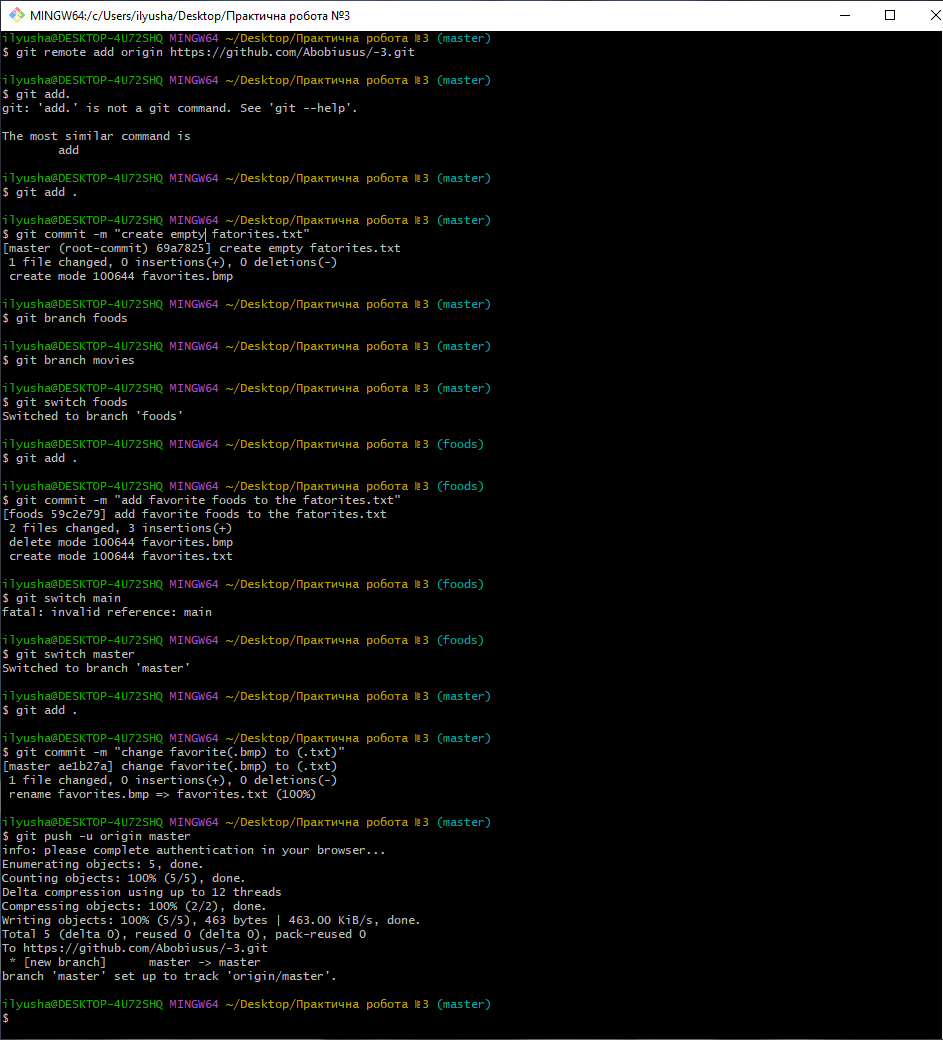 MINGW64:/c/Users/ilyusha/Desktop/Практична робота №3
ilyusha@DESKTOP-4U72SHQ MINGW64 ~/Desktop/Практична робота №3 (master)
$ git remote add origin https://github.com/Abobiusus/-3.git
ilyusha@DESKTOP-4U72SHQ MINGW64 ~/Desktop/Практична робота №3 (master)
$ git add.
git: 'add.' is not a git command. See 'git --help'.
The most similar command is
add
ilyusha@DESKTOP-4U72SHQ MINGW64 ~/Desktop/Практична робота №3 (master)
$ git add .
ilyusha@DESKTOP-4U72SHQ MINGW64 ~/Desktop/Практична робота №3 (master)
$ git commit -m "create empty fatorites.txt"
[master (root-commit) 69a7825] create empty fatorites.txt
1 file changed, 0 insertions(+), 0 deletions(-)
create mode 100644 favorites.bmp
ilyusha@DESKTOP-4U72SHQ MINGW64 ~/Desktop/Практична робота №3 (master)
$ git branch foods
ilyusha@DESKTOP-4U72SHQ MINGW64 ~/Desktop/Практична робота №3 (master)
$ git branch movies
ilyusha@DESKTOP-4U72SHQ MINGW64 ~/Desktop/Практична робота №3 (master)
$ git switch foods
Switched to branch 'foods'
ilyusha@DESKTOP-4U72SHQ MINGW64 ~/Desktop/Практична робота №3 (foods)
$ git add .
ilyusha@DESKTOP-4U72SHQ MINGW64 ~/Desktop/Практична робота №3 (foods)
$ git commit -m "add favorite foods to the fatorites.txt"
[foods 59c2e79] add favorite foods to the fatorites.txt
2 files changed, 3 insertions(+)
delete mode 100644 favorites.bmp
create mode 100644 favorites.txt
ilyusha@DESKTOP-4U72SHQ MINGW64 ~/Desktop/Практична робота №3 (foods)
$ git switch main
fatal: invalid reference: main
ilyusha@DESKTOP-4U72SHQ MINGW64 ~/Desktop/Практична робота №3 (foods)
$ git switch master
Switched to branch 'master'
ilyusha@DESKTOP-4U72SHQ MINGW64 ~/Desktop/Практична робота №3 (master)
$ git add .
ilyusha@DESKTOP-4U72SHQ MINGW64 ~/Desktop/Практична робота №3 (master)
$ git commit -m "change favorite(.bmp) to (.txt)"
[master ae1b27a] change favorite(.bmp) to (.txt)
1 file changed, 0 insertions(+), 0 deletions(-)
rename favorites.bmp => favorites.txt (100%)
ilyusha@DESKTOP-4U72SHQ MINGW64 ~/Desktop/Практична робота №3 (master)
$ git push -u origin master
info: please complete authentication in your browser...
Enumerating objects: 5, done.
Counting objects: 100% (5/5), done.
Delta compression using up to 12 threads
Compressing objects: 100% (2/2), done.
Writing objects: 100% (5/5), 463 bytes | 463.00 KiB/s, done.
Total 5 (delta 0), reused 0 (delta 0), pack-reused 0
To https://github.com/Abobiusus/-3.git
* [new branch]      master -> master
branch 'master' set up to track 'origin/master'.
ilyusha@DESKTOP-4U72SHQ MINGW64 ~/Desktop/Практична робота №3 (master)
$